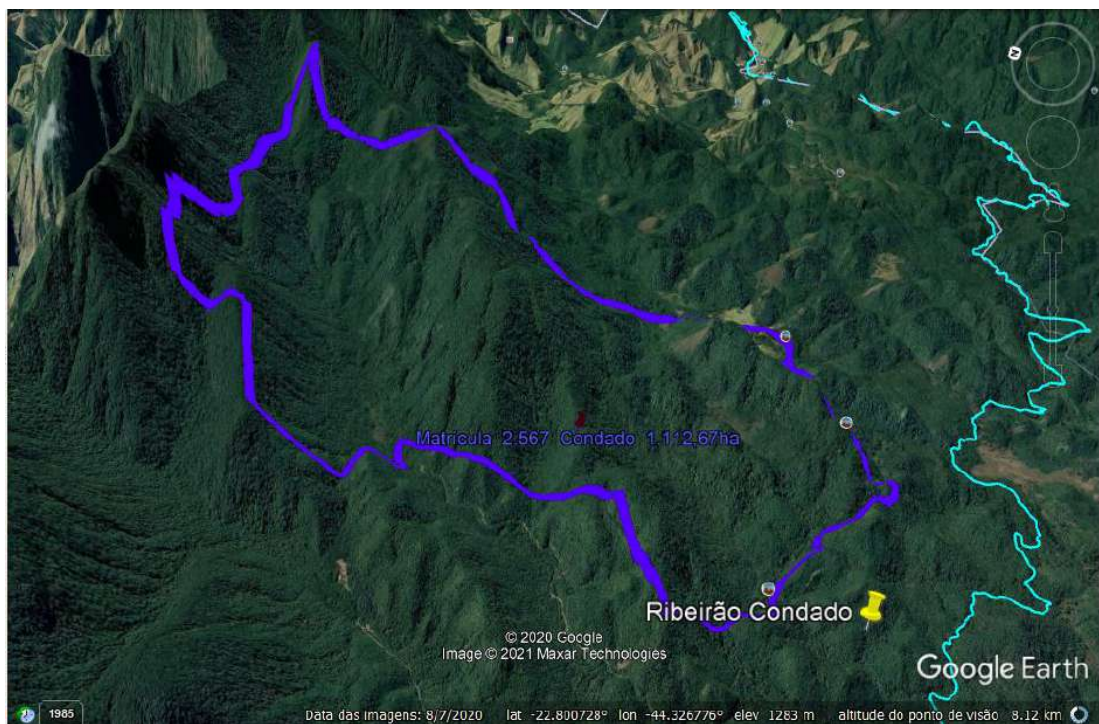 N
Matrícula 2.567 Condado 1.112,67ha
Ribeirão Condado
© 2020 Google
Image © 2021 Maxar Technologies
Google Earth
1985
Data das imagens: 8/7/2020 lat -22.800728° lon -44.326776° elev 1283 m altitude do ponto de visão 8.12 km